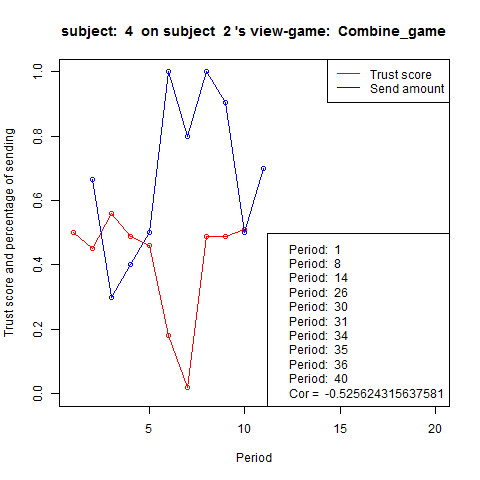 subject:  4  on subject  2 's view-game:  Combine_game
Trust score
Send amount
Trust score and percentage of sending
1.0
0.8
0.6
0.4
0.2
0.0
Period:  1
Period:  8
Period:  14
Period:  26
Period:  30
Period:  31
Period:  34
Period:  35
Period:  36
Period:  40
Cor =  -0.525624315637581
5
10
15
20
Period